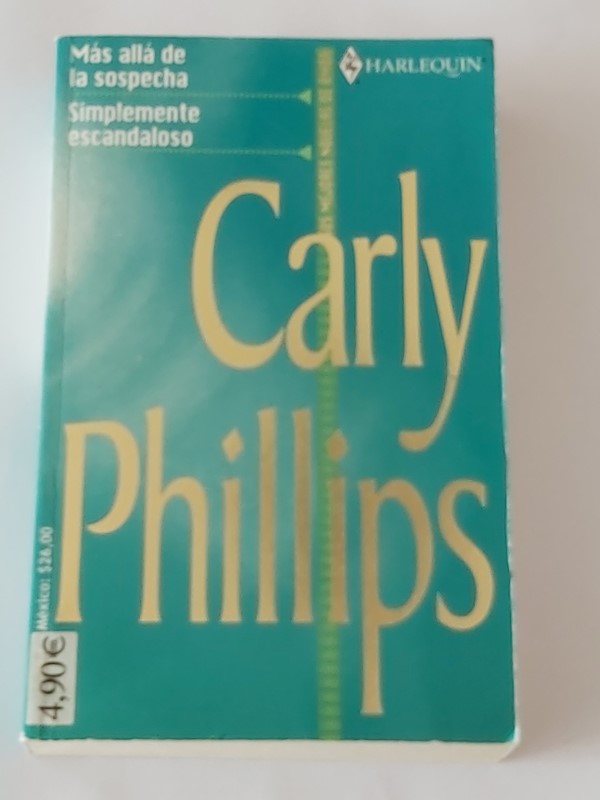 Más allá de
la sospecha
Simplemente
escandaloso
HARLEQUIN
Carly
Phillips
México: $26,00
4,90€